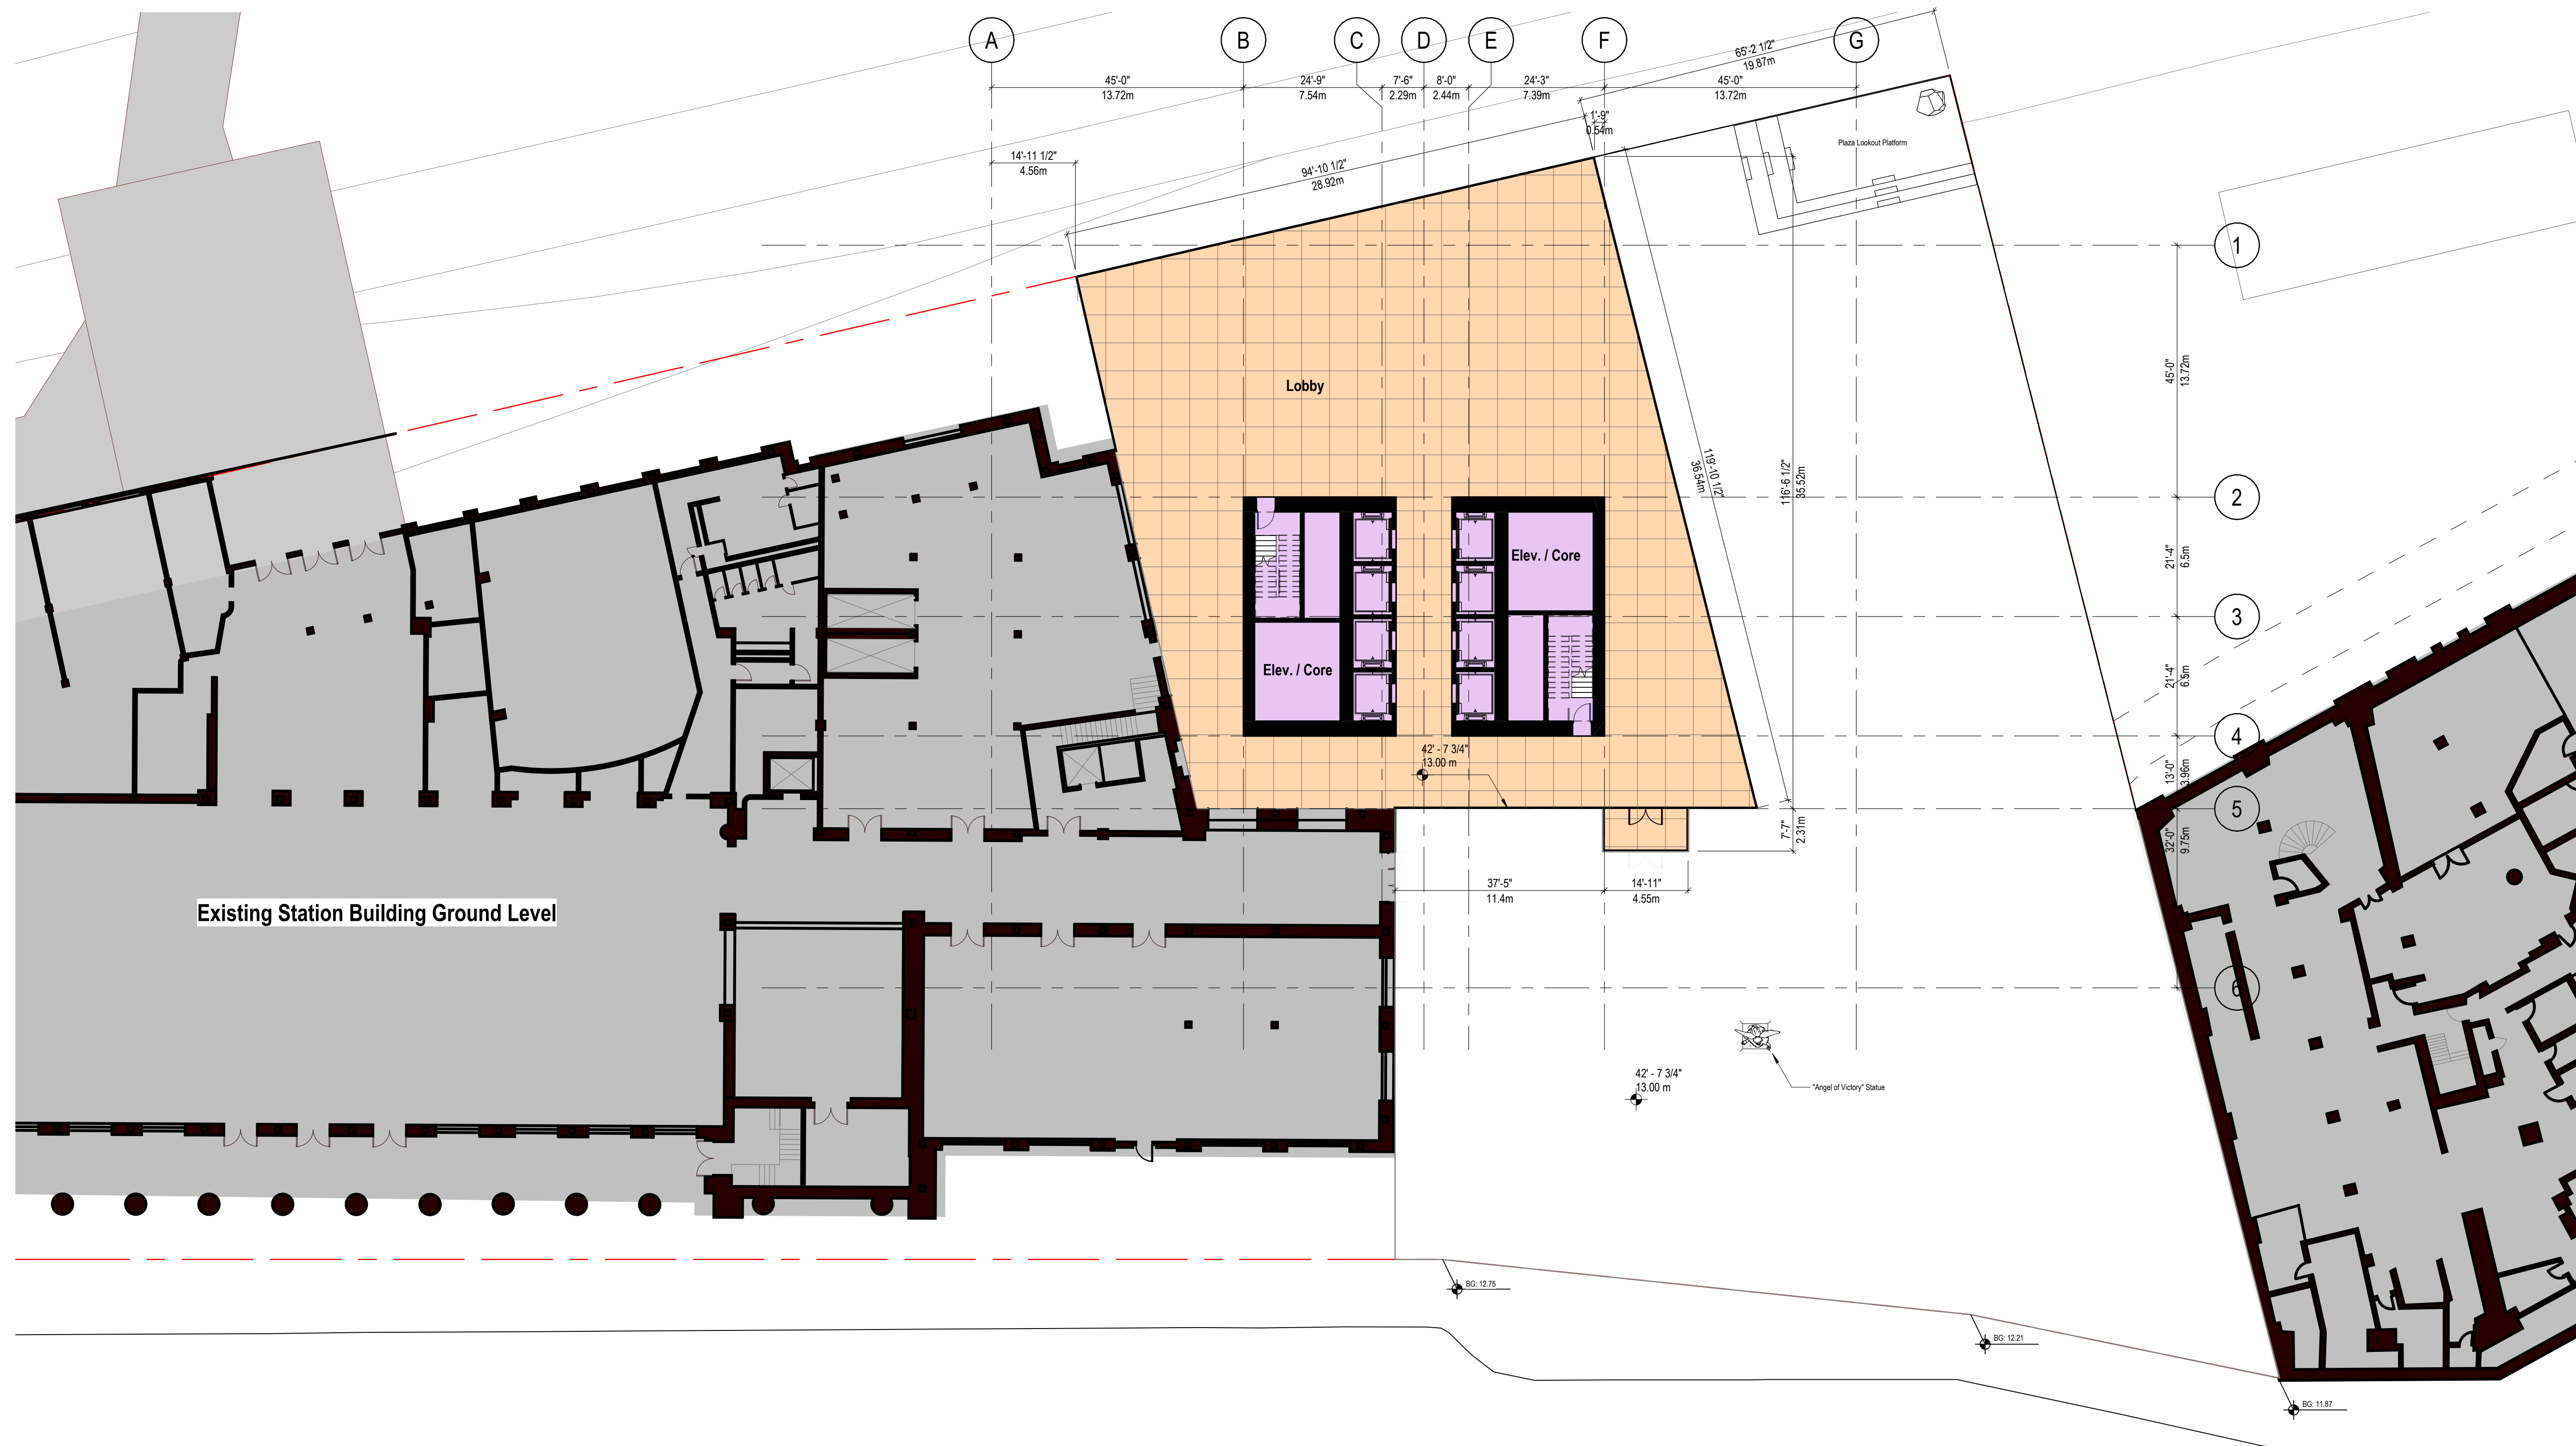 A
B
C
D
E
F
G
65'-2 1/2"
19.87m
45'-0"
13.72m
24'-9"
7.54m
7'-6"
2.29m
8'-0"
2.44m
24'-3"
7.39m
45'-0"
13.72m
1'-9"
0.54m
Plaza Lookout Platform
14'-11 1/2"
4.56m
94'-10 1/2"
28.92m
1
45'-0"
13.72m
Lobby
119'-10 1/2"
36.54m
116'-6 1/2"
35.52m
2
21'-4"
6.5m
Elev. / Core
3
21'-4"
6.5m
Elev. / Core
4
42' - 7 3/4"
13.00 m
13'-0"
3.96m
5
7'-7"
2.31m
32'-0"
9.75m
37'-5"
11.4m
14'-11"
4.55m
Existing Station Building Ground Level
6
42' - 7 3/4"
13.00 m
"Angel of Victory" Statue
BG: 12.75
BG: 12.21
BG: 11.87